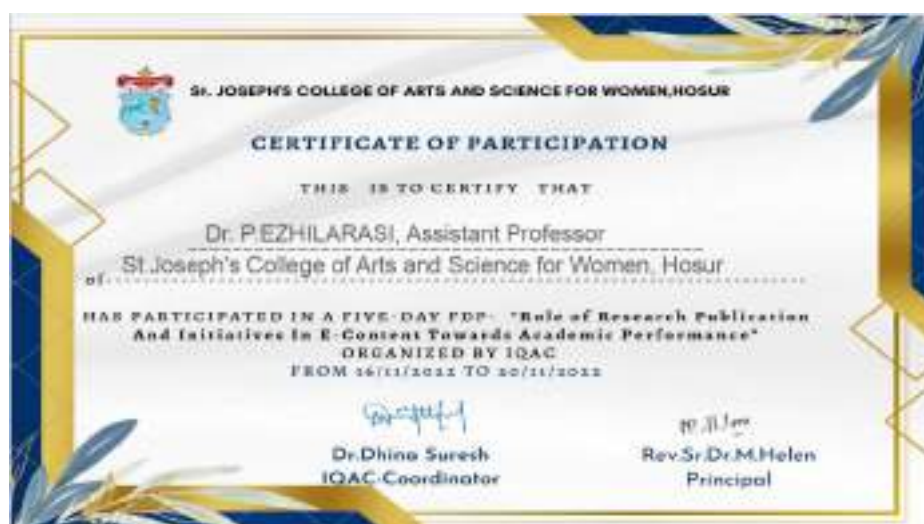 St. JOSEPH'S COLLEGE OF ARTS AND SCIENCE FOR WOMEN,HOSUR
CERTIFICATE OF PARTICIPATION
THIS IS TO CERTIFY THAT
Dr. P.EZHILARASI, Assistant Professor
of St.Joseph's College of Arts and Science for Women, Hosur
HAS PARTICIPATED IN A FIVE-DAY FDP- "Role of Research Publication
And Initiatives In E-Content Towards Academic Performance"
ORGANIZED BY IQAC
FROM 16/11/2022 TO 20/11/2022
Dr.Dhina Suresh
IQAC-Coordinator
Rev.Sr.Dr.M.Helen
Principal